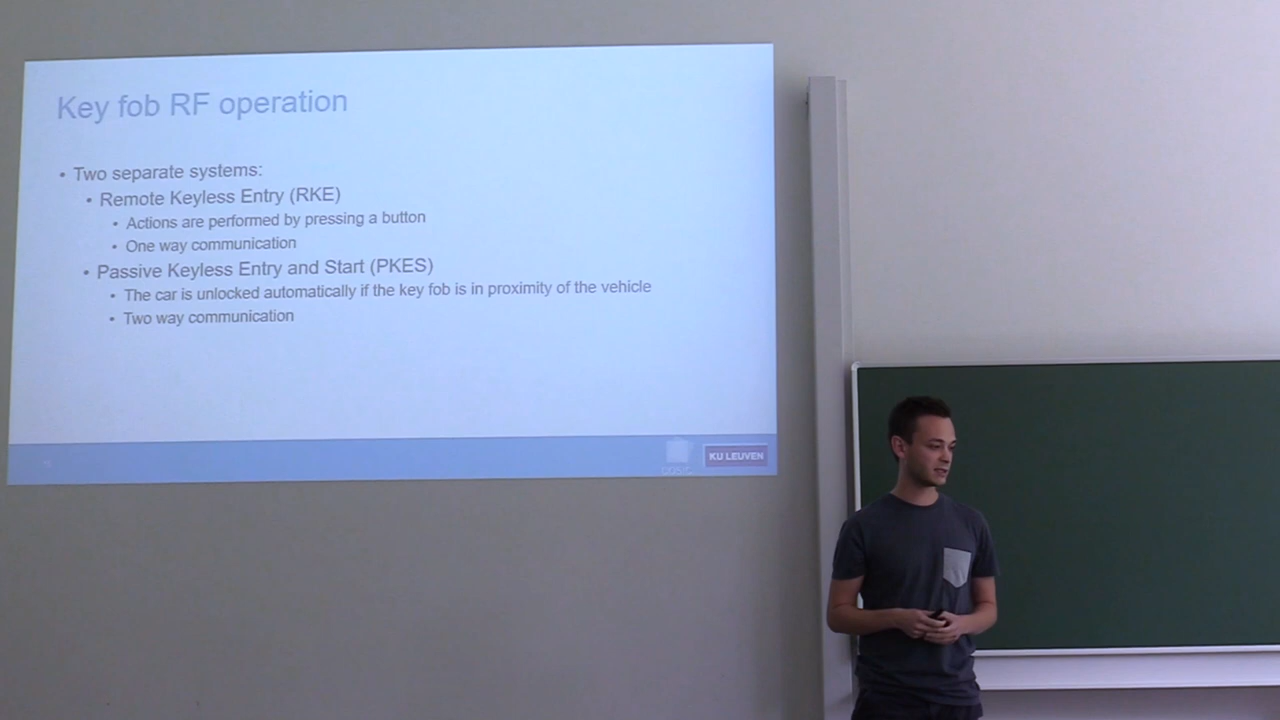 Key fob RF operation
• Two separate systems:
• Remote Keyless Entry (RKE)
• Actions are performed by pressing a button
• One way communication
• Passive Keyless Entry and Start (PKES)
• The car is unlocked automatically if the key fob is in proximity of the vehicle
• Two way communication
KU LEUVEN